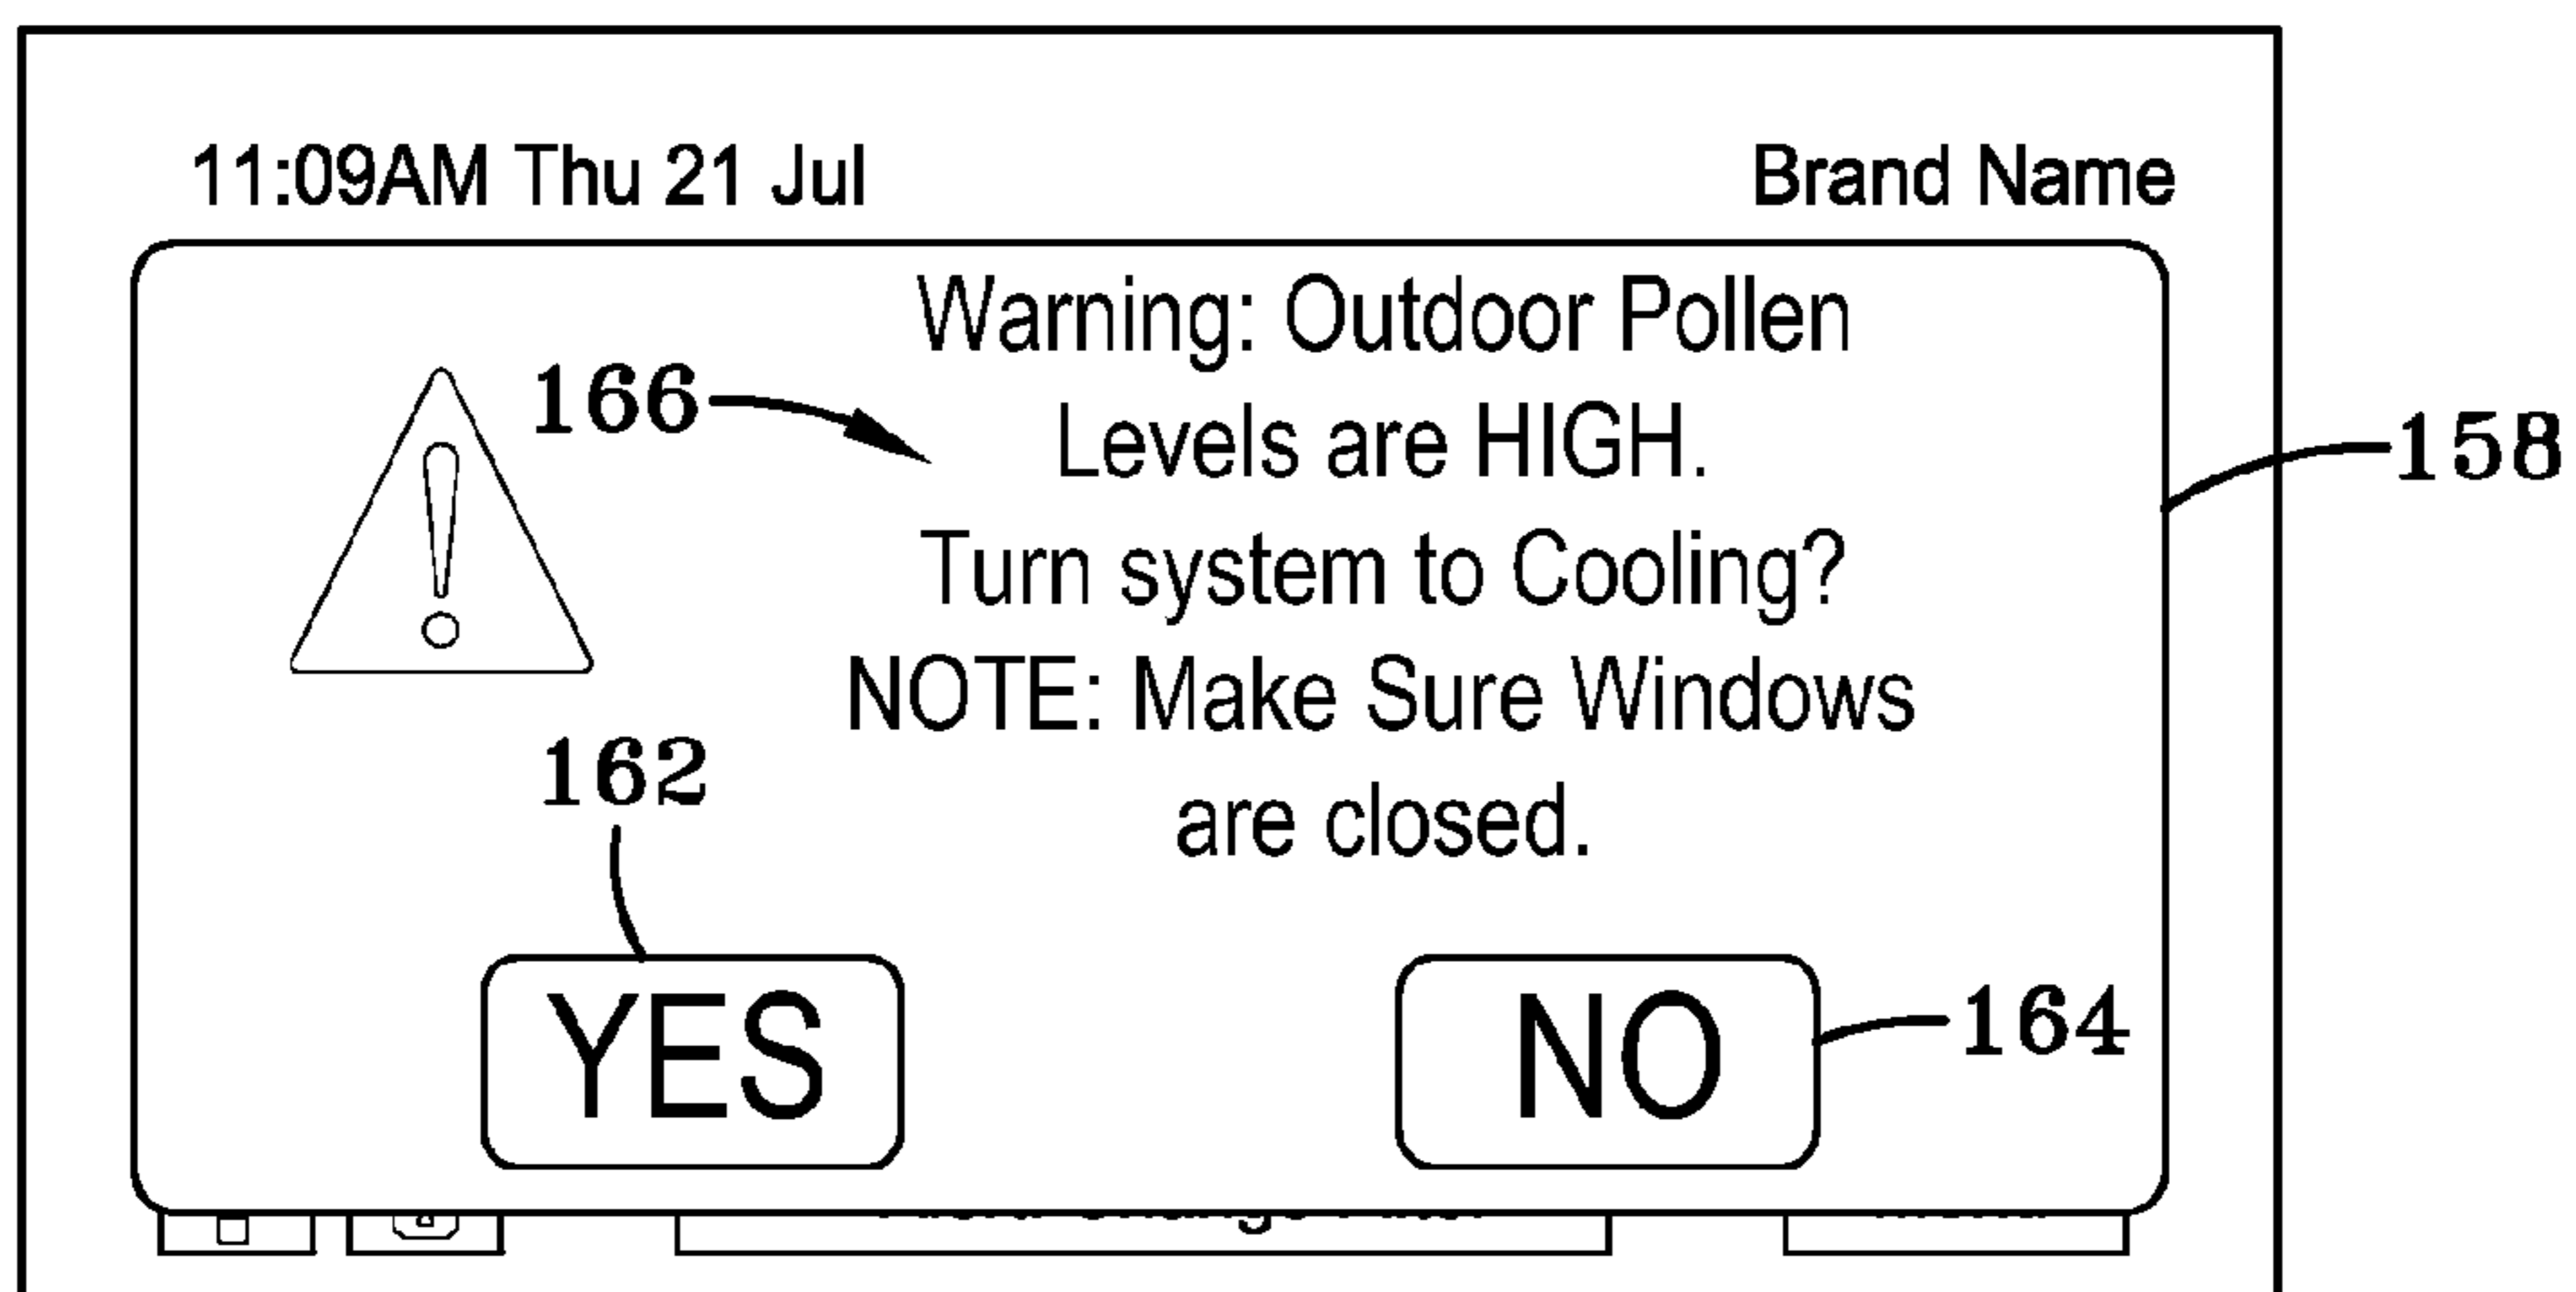 11:09AM Thu 21 Jul Brand Name
Warning: Outdoor Pollen
166
Levels are HIGH.
158
Turn system to Cooling?
NOTE: Make Sure Windows
162
are closed.
YES NO 164